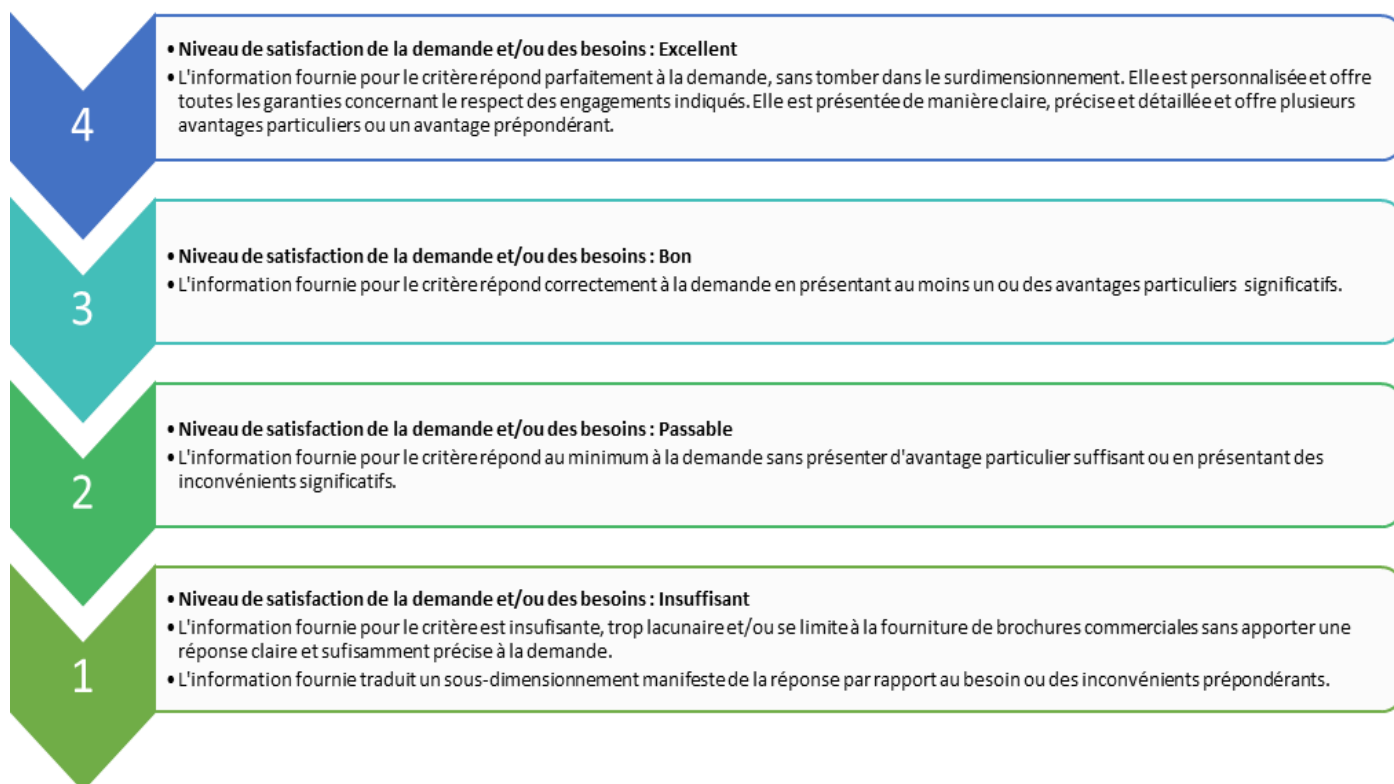 4
• Niveau de satisfaction de la demande et/ou des besoins : Excellent
• L'information fournie pour le critère répond parfaitement à la demande, sans tomber dans le surdimensionnement. Elle est personnalisée et offre
toutes les garanties concernant le respect des engagements indiqués. Elle est présentée de manière claire, précise et détaillée et offre plusieurs
avantages particuliers ou un avantage prépondérant.
3
• Niveau de satisfaction de la demande et/ou des besoins : Bon
• L'information fournie pour le critère répond correctement à la demande en présentant au moins un ou des avantages particuliers significatifs.
2
• Niveau de satisfaction de la demande et/ou des besoins : Passable
• L'information fournie pour le critère répond au minimum à la demande sans présenter d'avantage particulier suffisant ou en présentant des
inconvénients significatifs.
1
• Niveau de satisfaction de la demande et/ou des besoins : Insuffisant
• L'information fournie pour le critère est insufisante, trop lacunaire et/ou se limite à la fourniture de brochures commerciales sans apporter une
réponse claire et sufisamment précise à la demande.
• L'information fournie traduit un sous-dimensionnement manifeste de la réponse par rapport au besoin ou des inconvénients prépondérants.